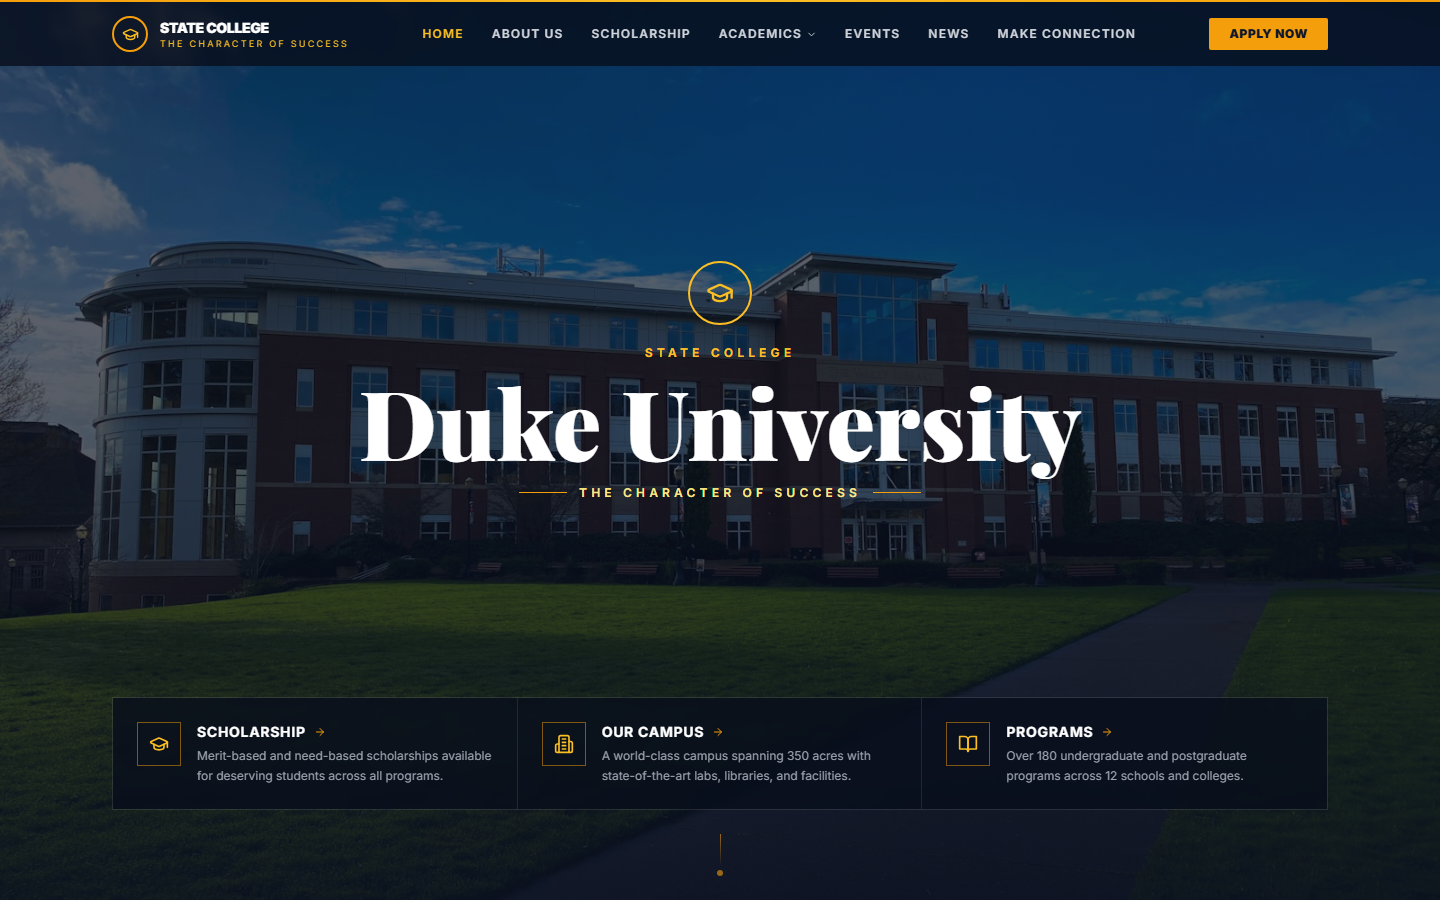 STATE COLLEGE
THE CHARACTER OF SUCCESS
HOME
ABOUT US
SCHOLARSHIP
ACADEMICS
EVENTS
NEWS
MAKE CONNECTION
APPLY NOW
STATE COLLEGE
Duke University
THE CHARACTER OF SUCCESS
SCHOLARSHIP
Merit-based and need-based scholarships available
for deserving students across all programs.
OUR CAMPUS
A world-class campus spanning 350 acres with
state-of-the-art labs, libraries, and facilities.
PROGRAMS
Over 180 undergraduate and postgraduate
programs across 12 schools and colleges.